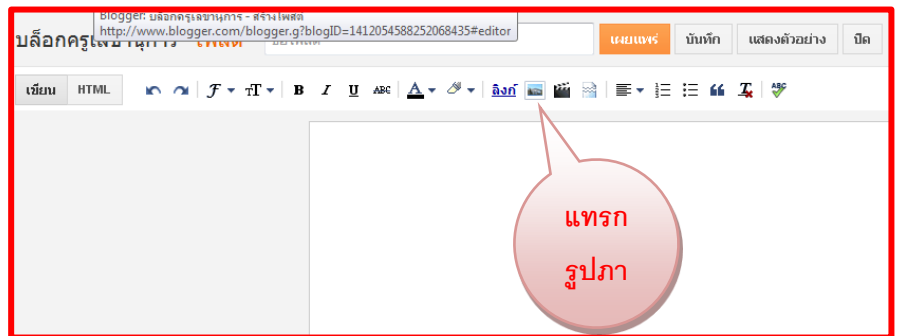 Blogger: บล็อกครูเลขานุการ - สร้างโพสต์
http://www.blogger.com/blogger.g?blogID=1412054588252068435#editor
บล็อกครูเลขานุการ โพสต์ เผยแพร่ บันทึก แสดงตัวอย่าง ปิด
เขียน HTML B I U ABC A ลิงก์ ABC
แทรก
รูปภา